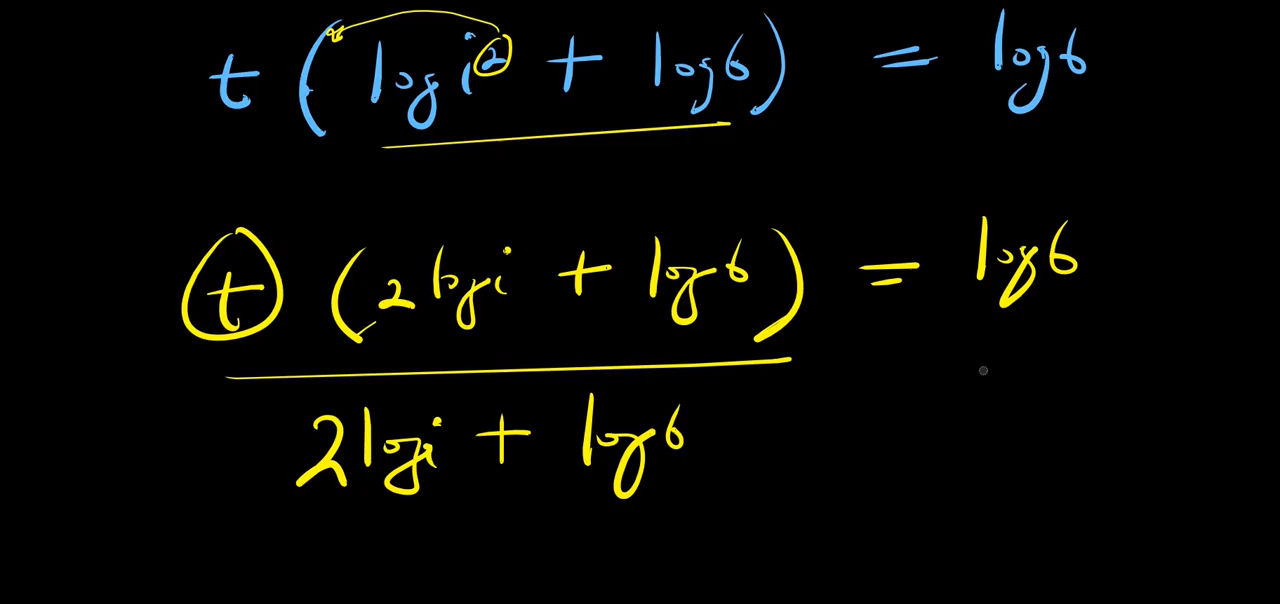 t ( log i² + log 6 ) = log 6
t ( 2 log i + log 6 ) = log 6
2 log i + log 6